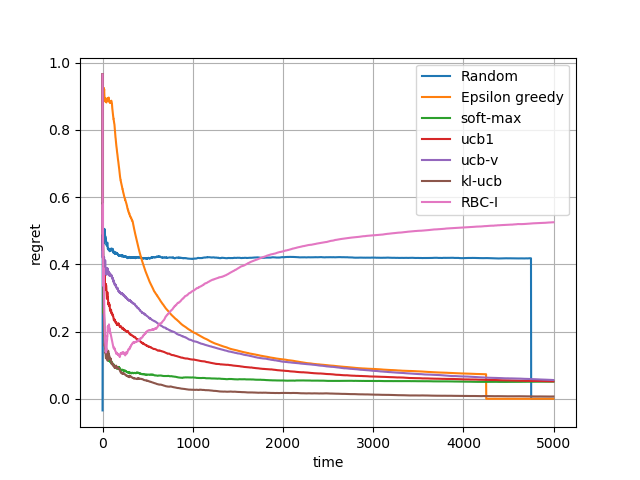 1.0
0.8
0.6
0.4
0.2
0.0
regret
Random
Epsilon greedy
soft-max
ucb1
ucb-v
kl-ucb
RBC-I
0 1000 2000 3000 4000 5000
time